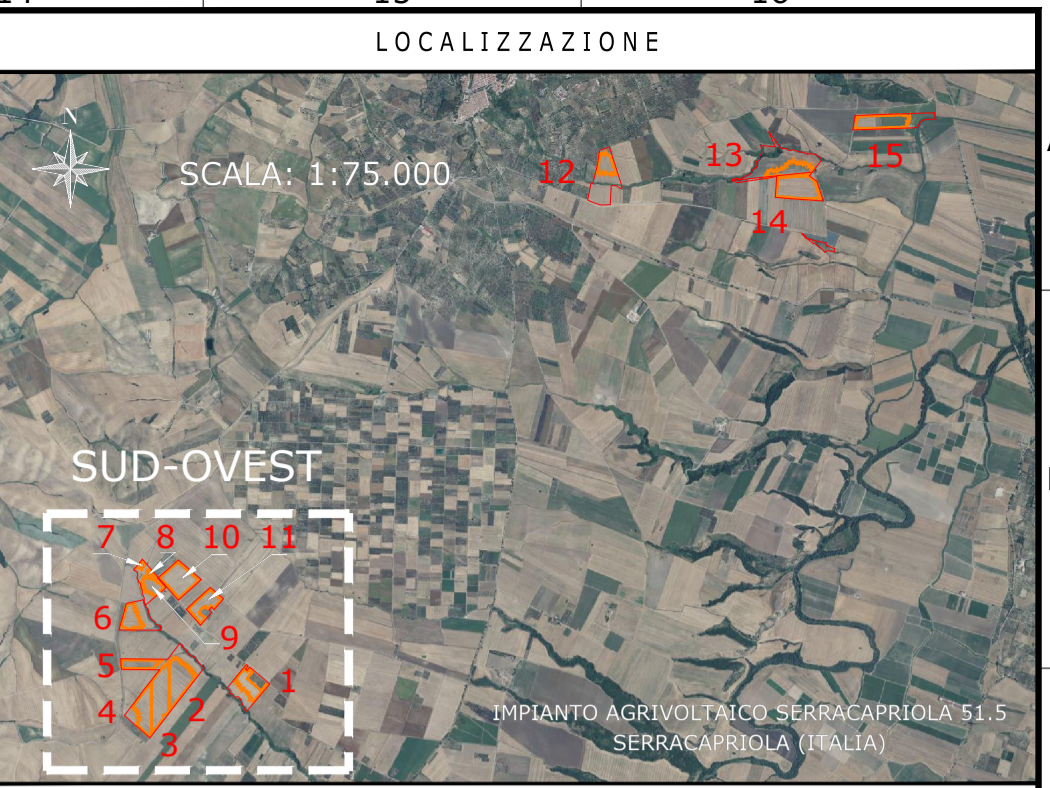 LOCALIZZAZIONE
N
SCALA: 1:75.000
12
13
14
15
SUD-OVEST
7 8 10 11
6
9
5
1
4
2
3
IMPIANTO AGRIVOLTAICO SERRACAPRIOLA 51.5
SERRACAPRIOLA (ITALIA)